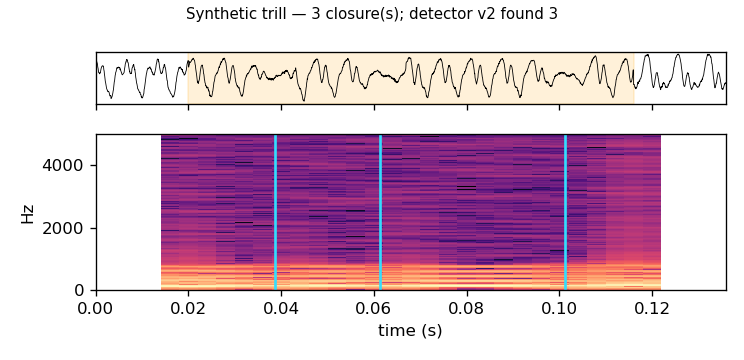 Synthetic trill — 3 closure(s); detector v2 found 3
4000
2000
0
Hz
0.00 0.02 0.04 0.06 0.08 0.10 0.12
time (s)